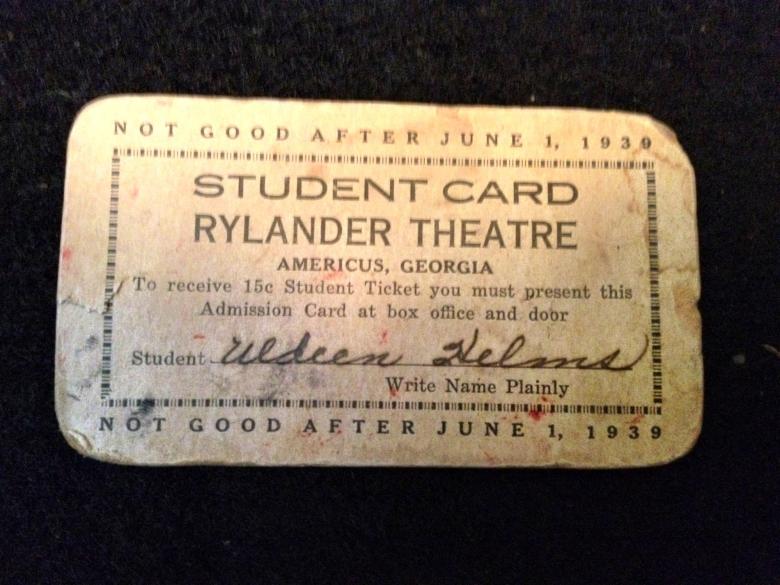 NOT GOOD AFTER JUNE 1, 1939
STUDENT CARD
RYLANDER THEATRE
AMERICUS, GEORGIA
To receive 15c Student Ticket you must present this
Admission Card at box office and door
Student Uldeen Helms
Write Name Plainly
NOT GOOD AFTER JUNE 1, 1939